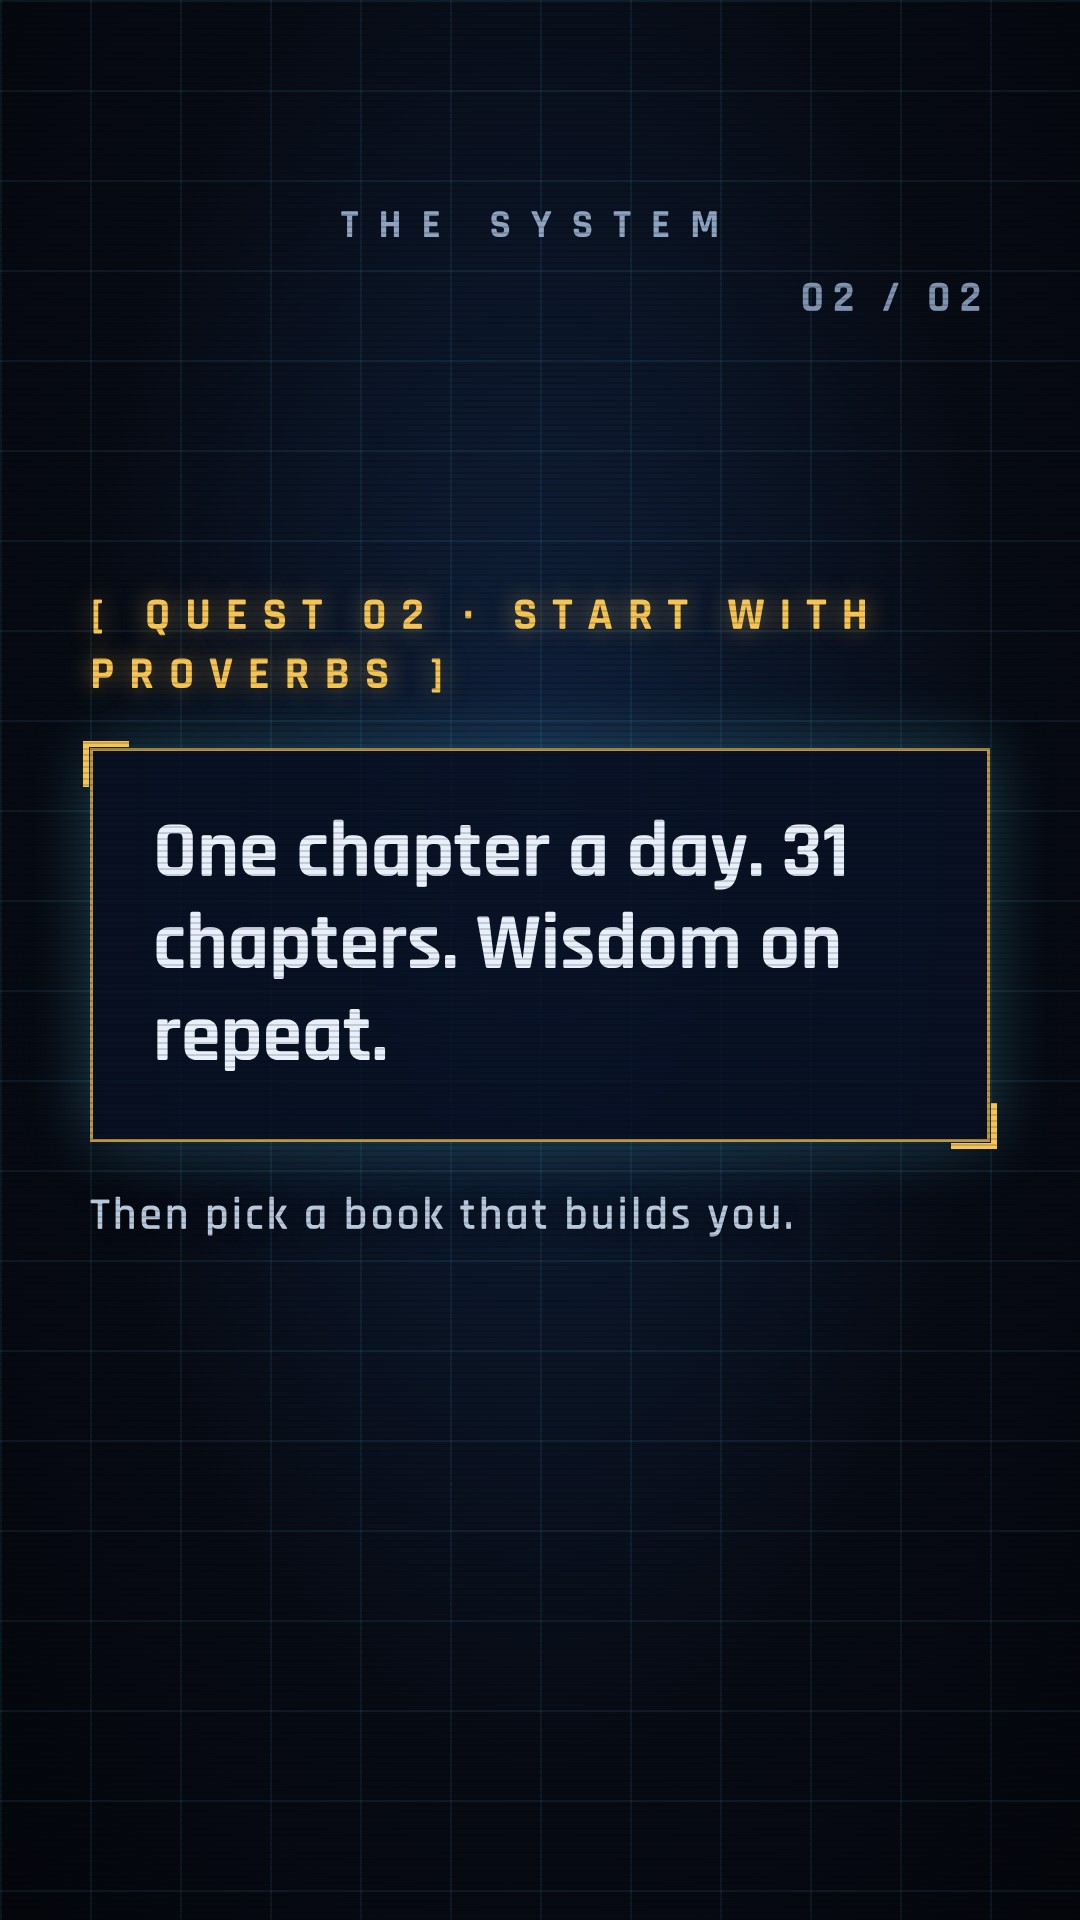 THE SYSTEM
02 / 02
[ QUEST 02 · START WITH
PROVERBS ]
One chapter a day. 31
chapters. Wisdom on
repeat.
Then pick a book that builds you.